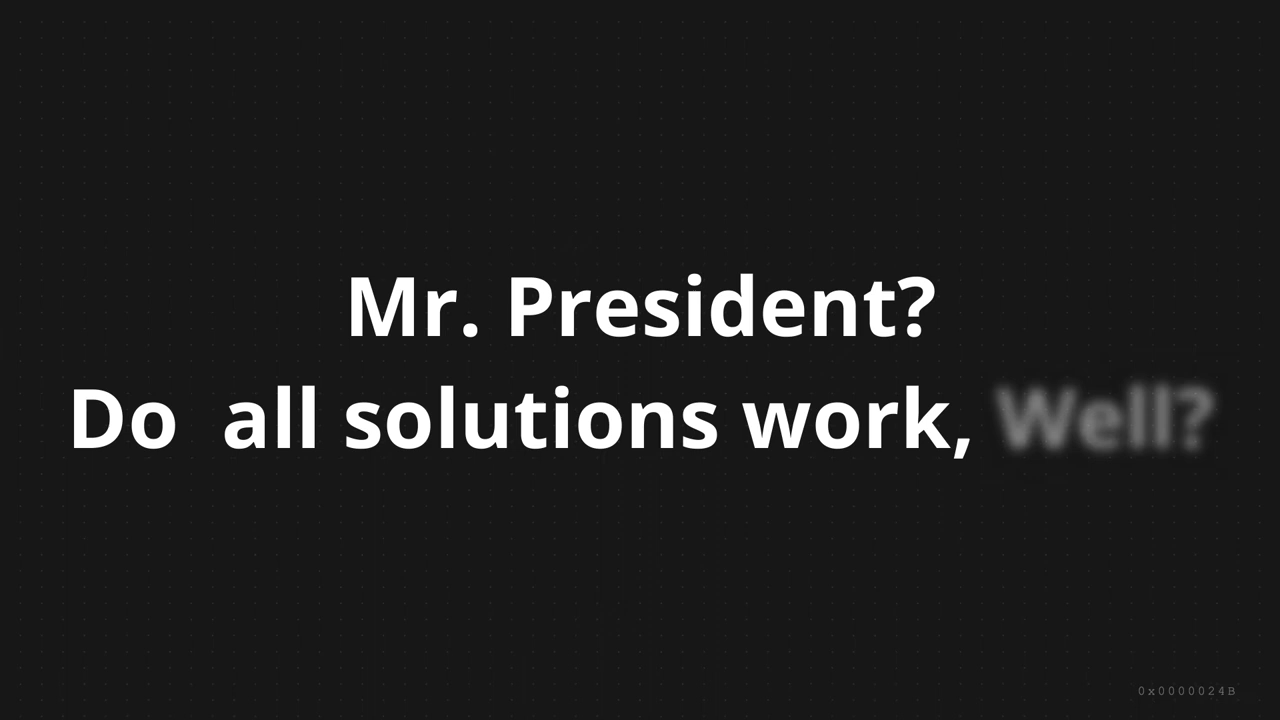 Mr. President?
Do  all solutions work, Well?
0x0000024B